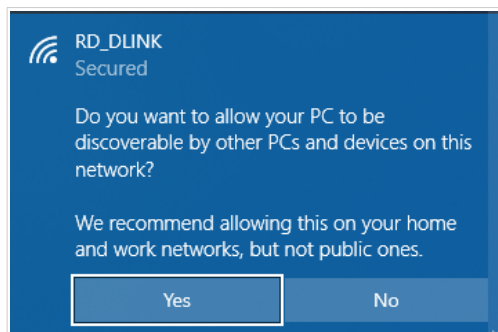 RD_DLINK
Secured
Do you want to allow your PC to be
discoverable by other PCs and devices on this
network?
We recommend allowing this on your home
and work networks, but not public ones.
Yes
No